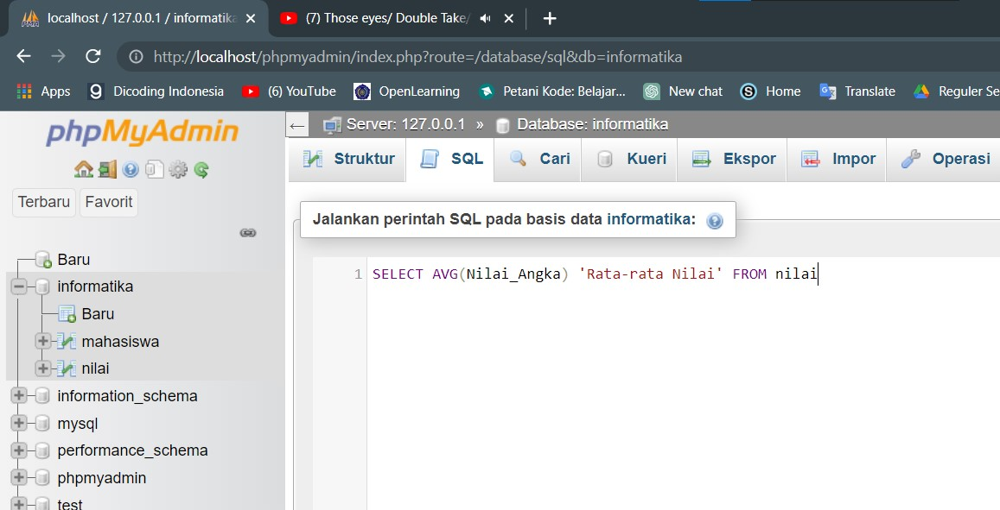 localhost / 127.0.0.1 / informatika
(7) Those eyes/ Double Take/
http://localhost/phpmyadmin/index.php?route=/database/sql&db=informatika
Apps Dicoding Indonesia (6) YouTube OpenLearning Petani Kode: Belajar... New chat Home Translate Reguler Se
phpMyAdmin
Terbaru Favorit
Baru
informatika
Baru
mahasiswa
nilai
information_schema
mysql
performance_schema
phpmyadmin
test
Server: 127.0.0.1 » Database: informatika
Struktur SQL Cari Kueri Ekspor Impor Operasi
Jalankan perintah SQL pada basis data informatika:
1 SELECT AVG(Nilai_Angka) 'Rata-rata Nilai' FROM nilai